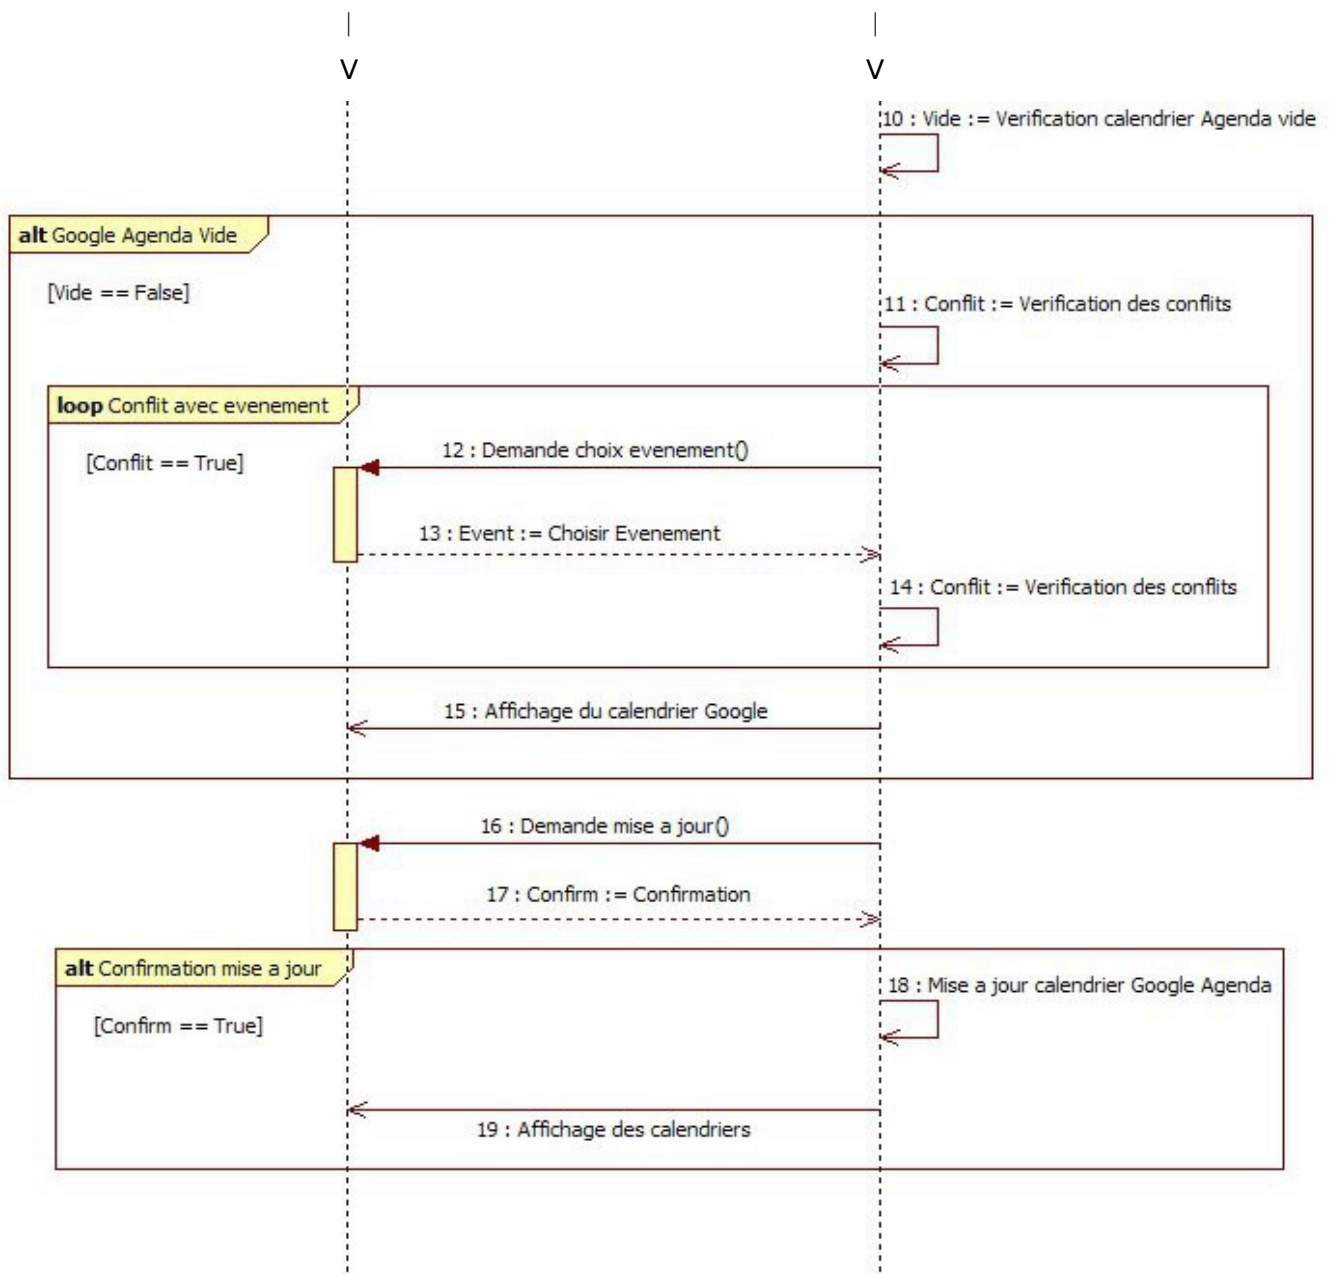 |
|
V
V
10 : Vide := Verification calendrier Agenda vide
alt Google Agenda Vide
[Vide == False]
11 : Conflit := Verification des conflits
loop Conflit avec evenement
[Conflit == True]
12 : Demande choix evenement()
13 : Event := Choisir Evenement
14 : Conflit := Verification des conflits
15 : Affichage du calendrier Google
16 : Demande mise a jour()
17 : Confirm := Confirmation
alt Confirmation mise a jour
18 : Mise a jour calendrier Google Agenda
[Confirm == True]
19 : Affichage des calendriers